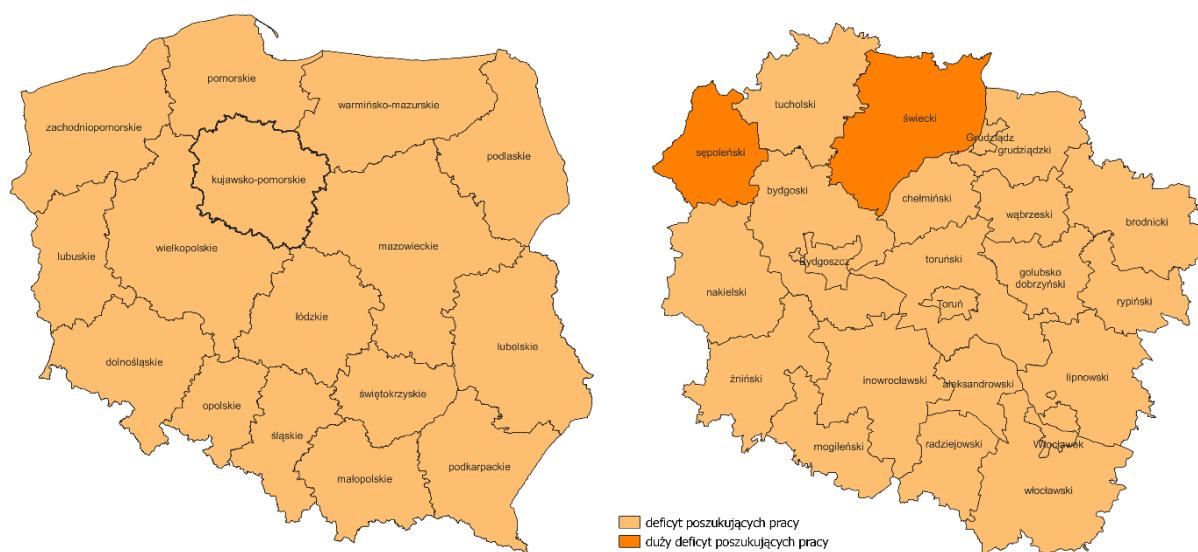 pomorskie
warmińsko-mazurskie
zachodniopomorskie
podlaskie
kujawsko-pomorskie
mazowieckie
wielkopolskie
lubuskie
łódzkie
lubelskie
dolnośląskie
świętokrzyskie
opolskie
śląskie
podkarpackie
małopolskie
tucholski
świecki
Grudziądz
grudziądzki
sępoleński
bydgoski
chełmiński
wąbrzeski
brodnicki
Bydgoszcz
toruński
golubsko
dobrzyński
nakielski
Toruń
rypiński
żniński
inowrocławski
aleksandrowski
lipnowski
mogileński
radziejowski
Włocławek
włocławski
deficyt poszukujących pracy
duży deficyt poszukujących pracy